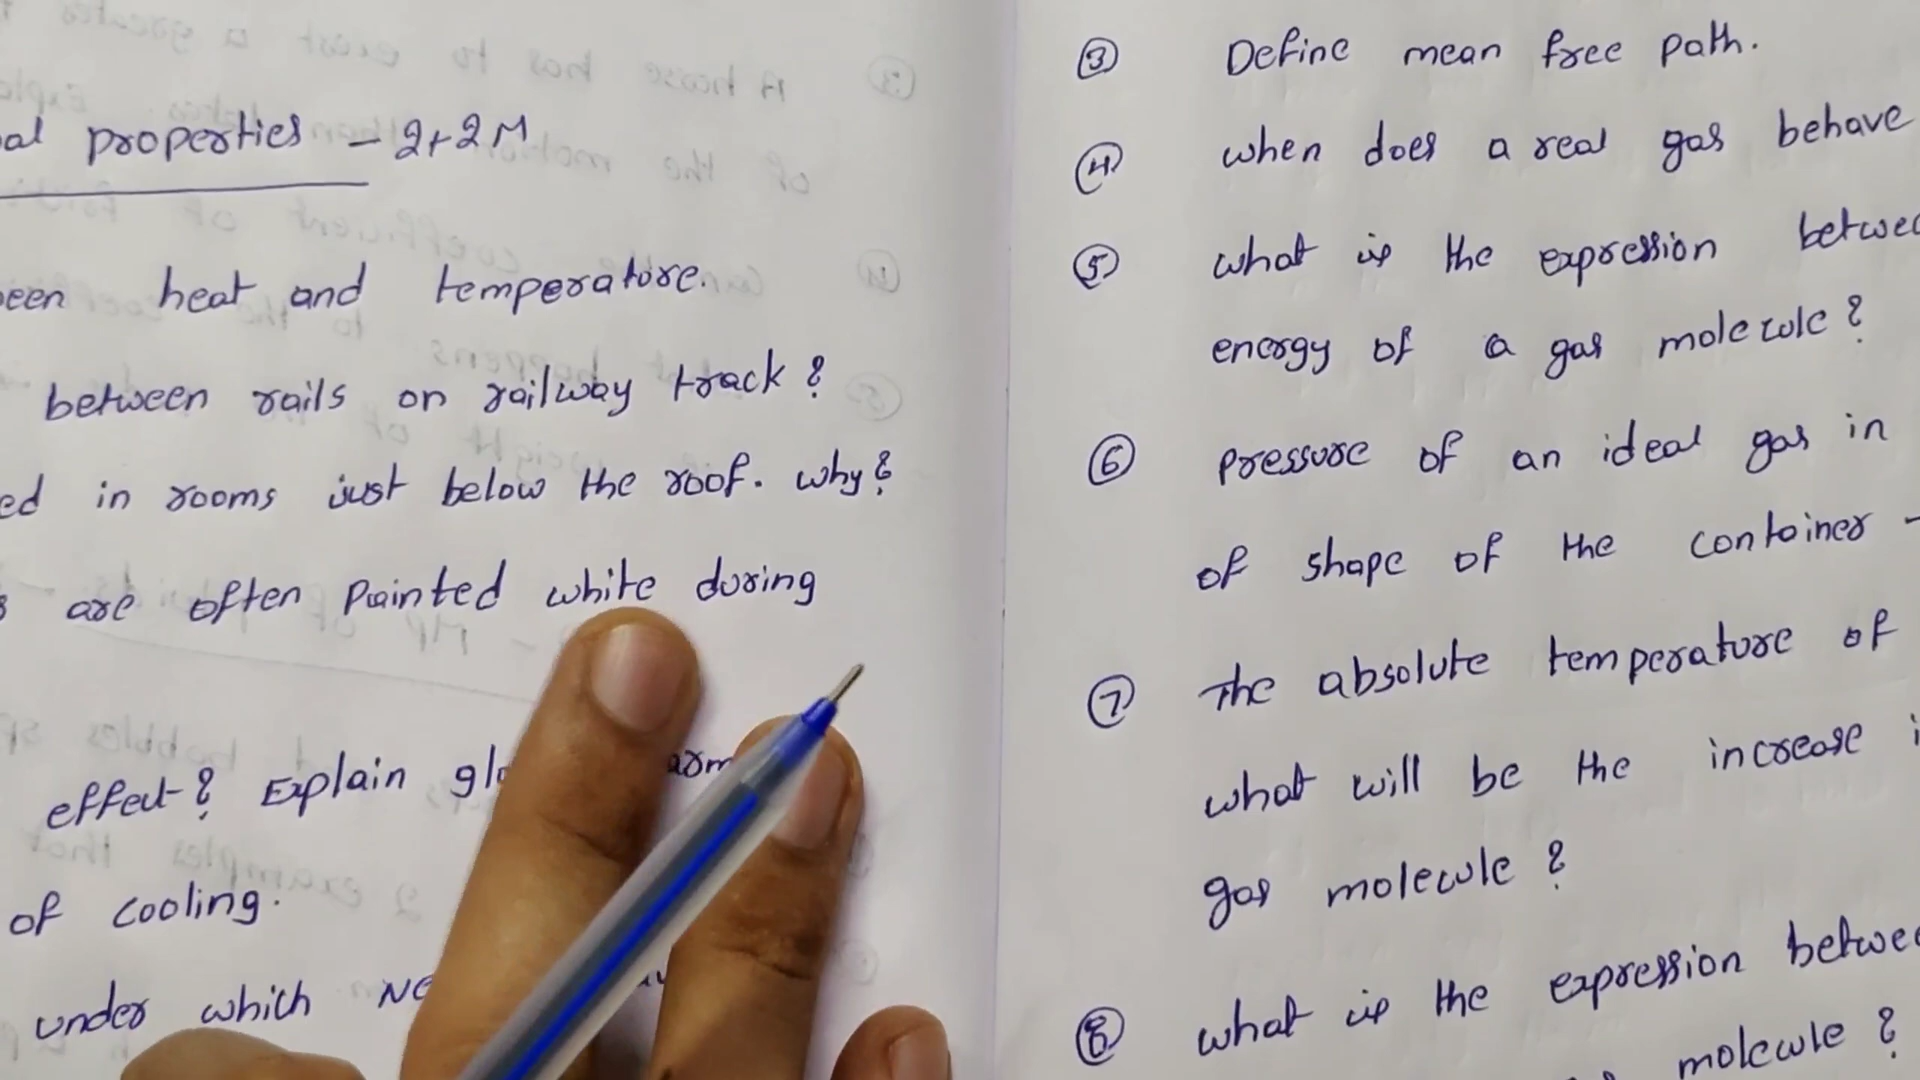 al properties - 2+2M
een heat and temperature.
between rails on railway track?
ed in rooms just below the roof. why?
are often painted white during
effect? Explain
of cooling.
under which
③ Define mean free path.
④ when does a real gas behave
⑤ what is the expression betwee
energy of a gas molecule?
⑥ pressure of an ideal gas in
of shape of the container -
⑦ The absolute temperature of
what will be the increase i
gas molecule?
⑧ what is the expression betwee
molecule?